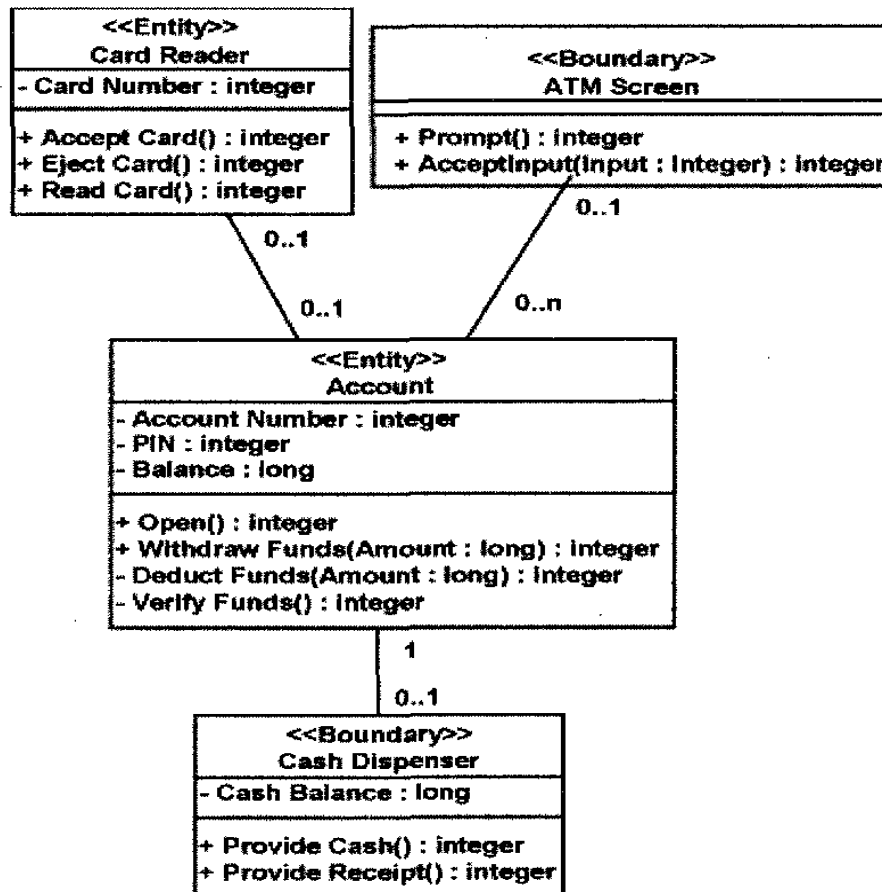 <<Entity>>
Card Reader
- Card Number : integer
+ Accept Card() : integer
+ Eject Card() : integer
+ Read Card() : integer
<<Boundary>>
ATM Screen
+ Prompt() : integer
+ AcceptInput(Input : Integer) : integer
0..1
0..1
0..1
0..n
<<Entity>>
Account
- Account Number : integer
- PIN : integer
- Balance : long
+ Open() : integer
+ Withdraw Funds(Amount : long) : integer
- Deduct Funds(Amount : long) : integer
- Verify Funds() : integer
1
0..1
<<Boundary>>
Cash Dispenser
- Cash Balance : long
+ Provide Cash() : integer
+ Provide Receipt() : integer